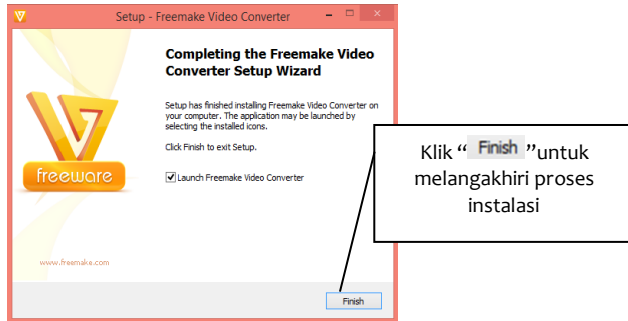 Setup - Freemake Video Converter
Completing the Freemake Video
Converter Setup Wizard
Setup has finished installing Freemake Video Converter on
your computer. The application may be launched by
selecting the installed icons.
Click Finish to exit Setup.
Launch Freemake Video Converter
freeware
www.freemake.com
Finish
Klik “ Finish ”untuk
melangakhiri proses
instalasi